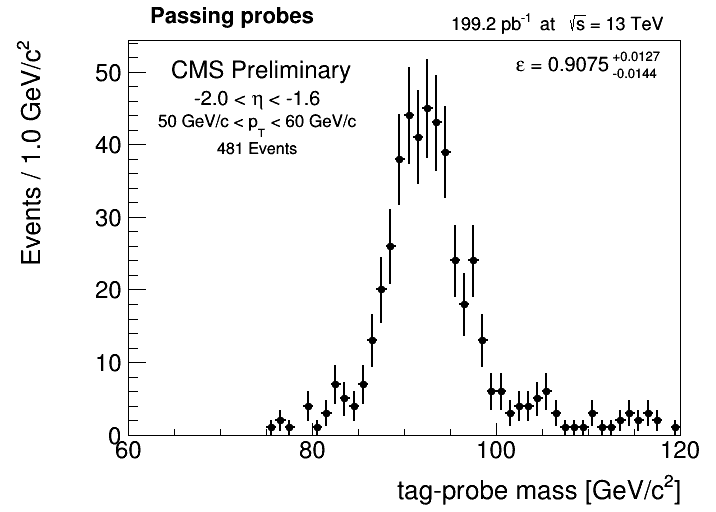 Passing probes
199.2 pb⁻¹ at √s = 13 TeV
CMS Preliminary
ε = 0.9075 +0.0127 -0.0144
-2.0 < η < -1.6
50 GeV/c < p_T < 60 GeV/c
481 Events
Events / 1.0 GeV/c²
50
40
30
20
10
0
60 80 100 120
tag-probe mass [GeV/c²]